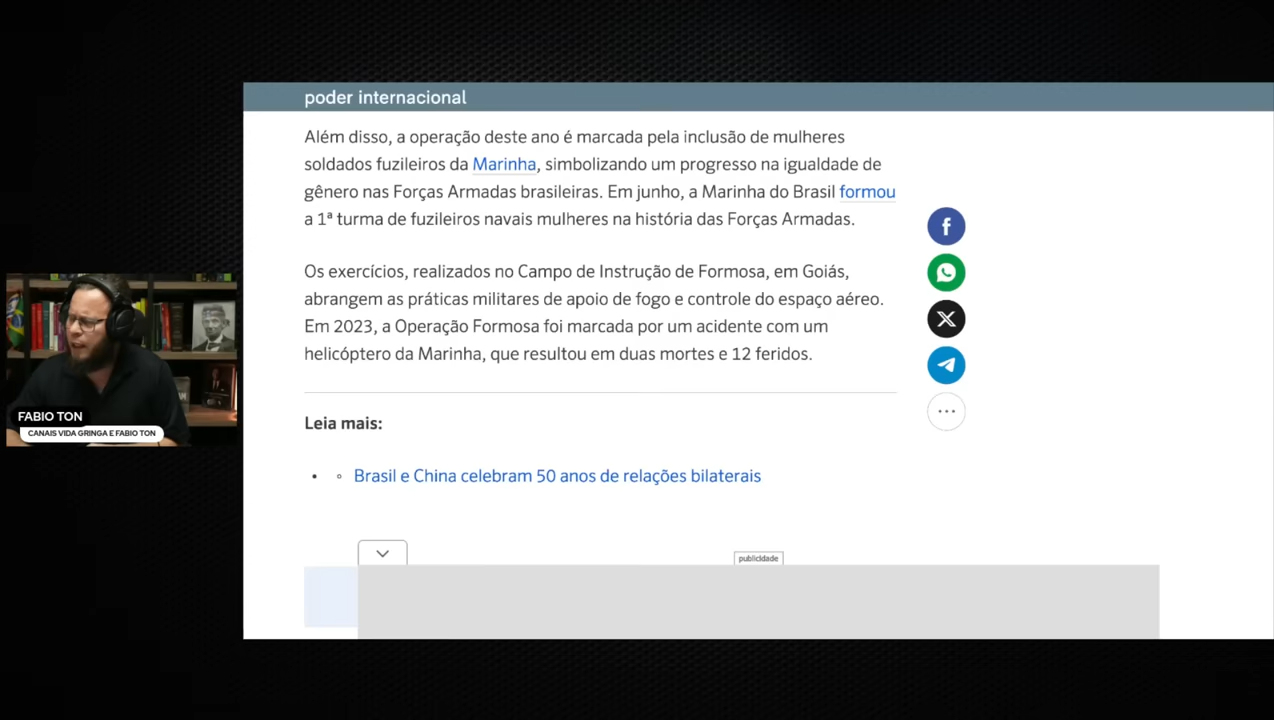 poder internacional
Além disso, a operação deste ano é marcada pela inclusão de mulheres
soldados fuzileiros da Marinha, simbolizando um progresso na igualdade de
gênero nas Forças Armadas brasileiras. Em junho, a Marinha do Brasil formou
a 1ª turma de fuzileiros navais mulheres na história das Forças Armadas.
Os exercícios, realizados no Campo de Instrução de Formosa, em Goiás,
abrangem as práticas militares de apoio de fogo e controle do espaço aéreo.
Em 2023, a Operação Formosa foi marcada por um acidente com um
helicóptero da Marinha, que resultou em duas mortes e 12 feridos.
Leia mais:
Brasil e China celebram 50 anos de relações bilaterais
publicidade
FABIO TON
CANAIS VIDA GRINGA E FABIO TON